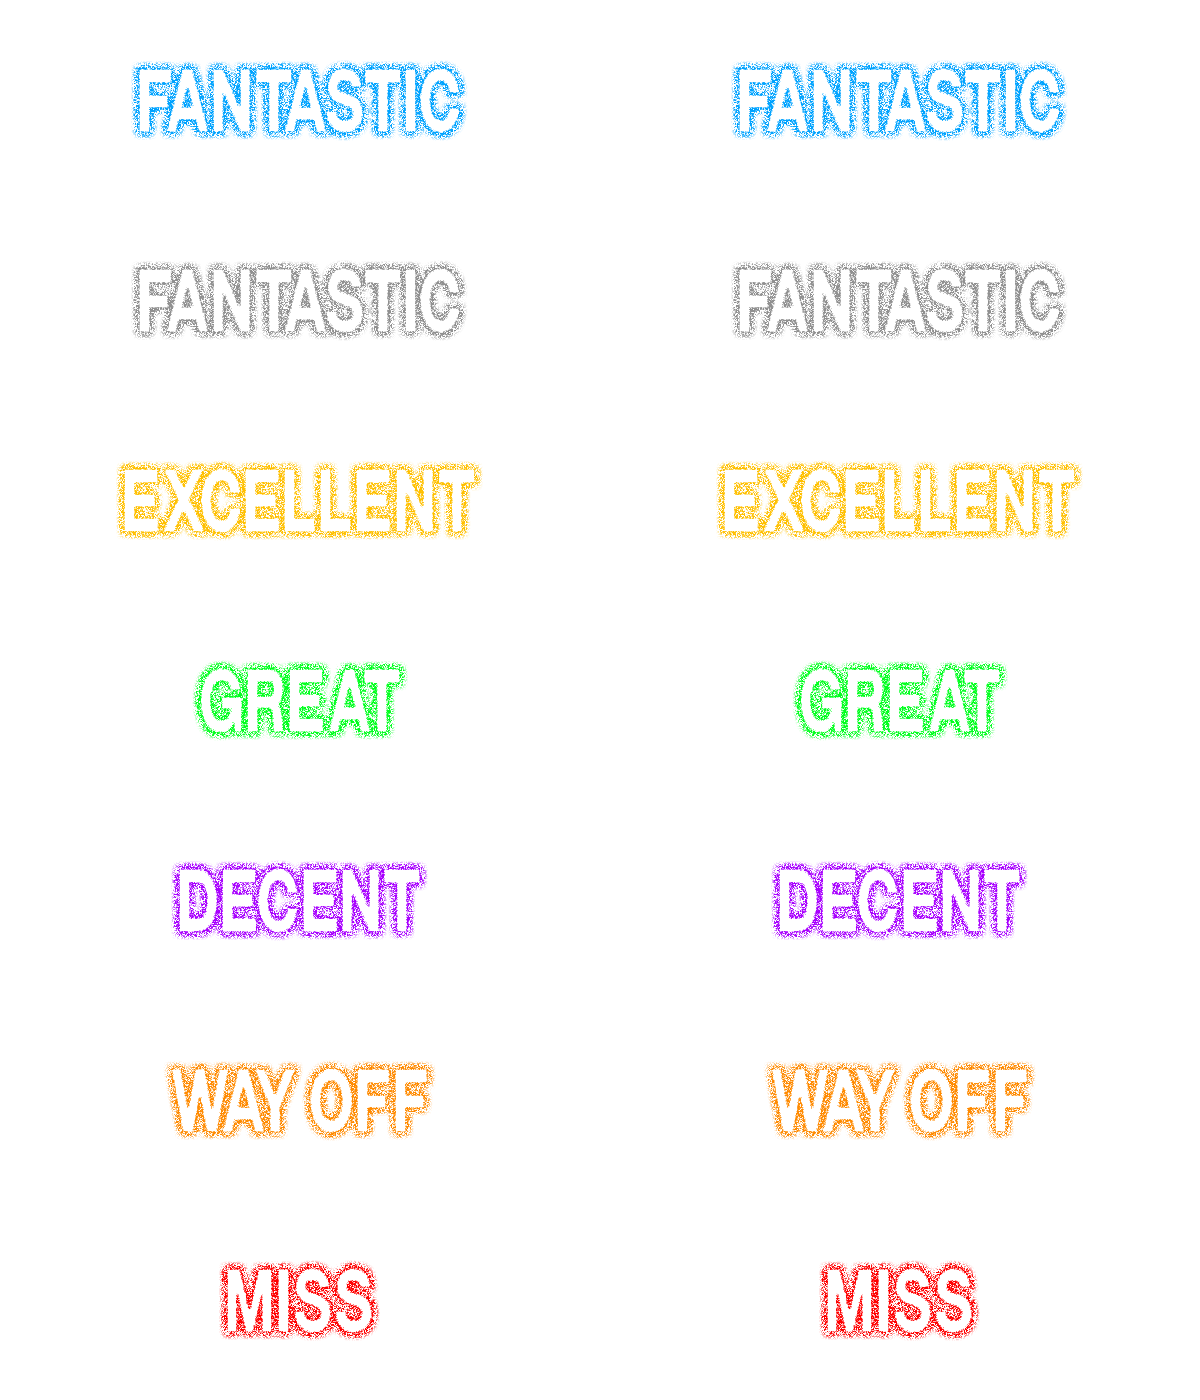 FANTASTIC FANTASTIC
FANTASTIC FANTASTIC
EXCELLENT EXCELLENT
GREAT GREAT
DECENT DECENT
WAY OFF WAY OFF
MISS MISS